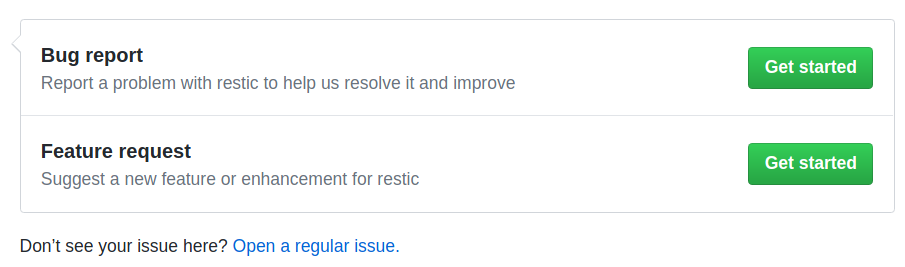 Bug report
Report a problem with restic to help us resolve it and improve
Get started
Feature request
Suggest a new feature or enhancement for restic
Get started
Don’t see your issue here? Open a regular issue.